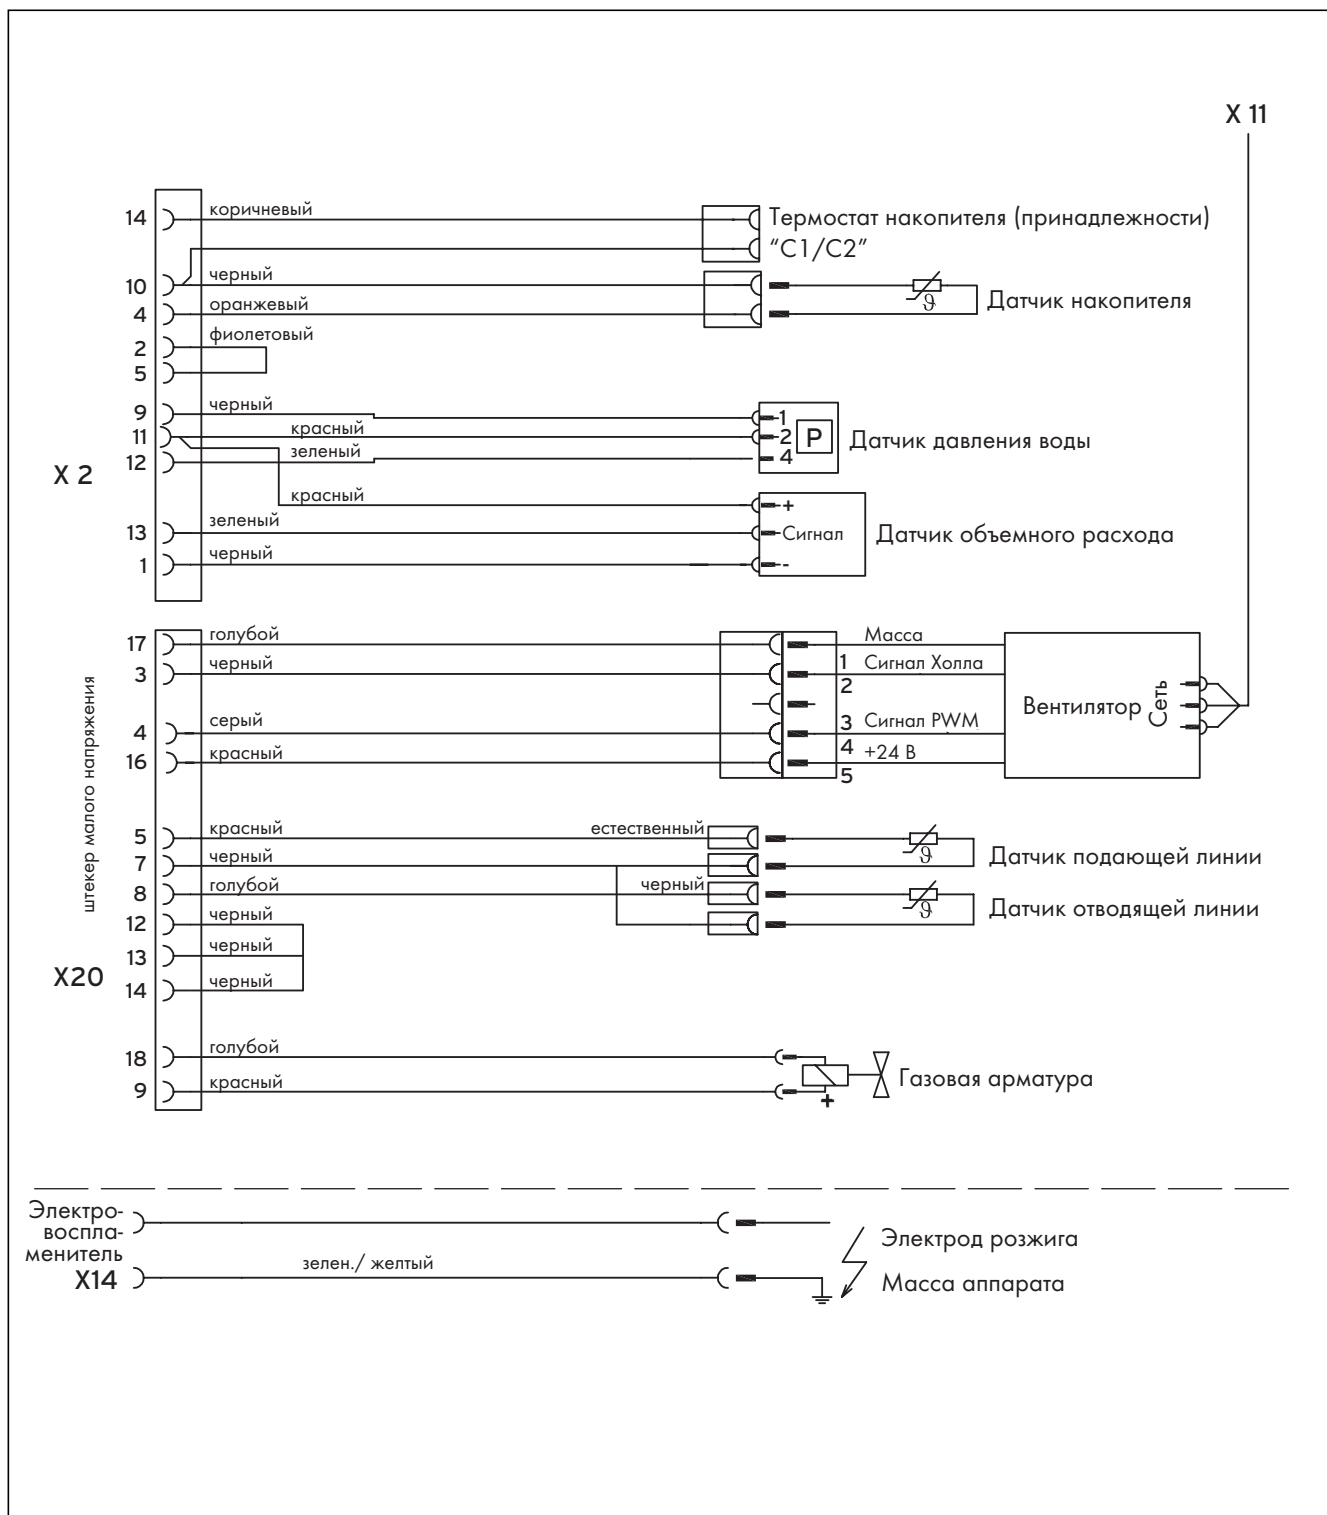 X 11
14 коричневый Термостат накопителя (принадлежности)
“C1/C2”
10 черный
4 оранжевый ϑ Датчик накопителя
2 фиолетовый
5
9 черный 1
11 красный 2 P Датчик давления воды
12 зеленый 4
X 2
красный +
13 зеленый Сигнал Датчик объемного расхода
1 черный -
17 голубой Масса
3 черный 1 Сигнал Холла
2
4 серый 3 Сигнал PWM
16 красный 4 +24 В
5
Вентилятор
Сеть
штекер малого напряжения
5 красный естественный ϑ
7 черный Датчик подающей линии
8 голубой черный ϑ
12 черный Датчик отводящей линии
13 черный
X20
14 черный
18 голубой
Газовая арматура
9 красный +
Электро-
воспла-
менитель
X14
зелен./ желтый
Электрод розжига
Масса аппарата